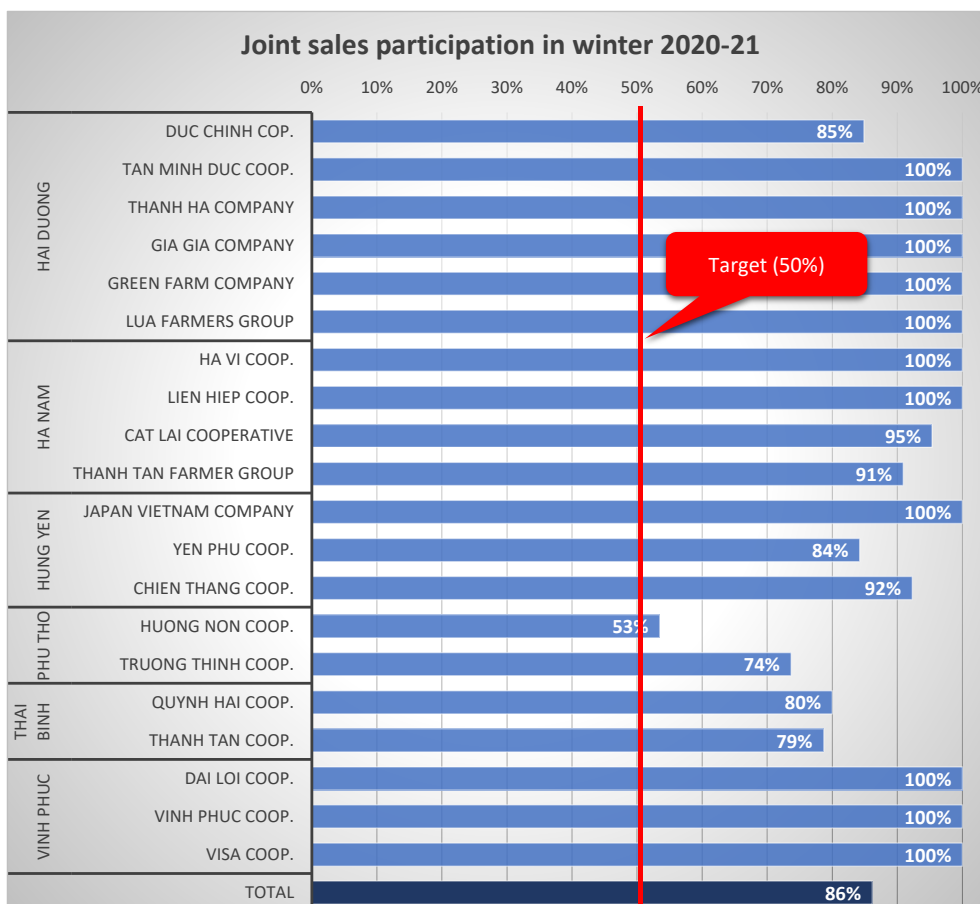 Joint sales participation in winter 2020-21
0% 10% 20% 30% 40% 50% 60% 70% 80% 90% 100%
HAI DUONG
DUC CHINH COP. 85%
TAN MINH DUC COOP. 100%
THANH HA COMPANY 100%
GIA GIA COMPANY 100%
Target (50%)
GREEN FARM COMPANY 100%
LUA FARMERS GROUP 100%
HA NAM
HA VI COOP. 100%
LIEN HIEP COOP. 100%
CAT LAI COOPERATIVE 95%
THANH TAN FARMER GROUP 91%
HUNG YEN
JAPAN VIETNAM COMPANY 100%
YEN PHU COOP. 84%
CHIEN THANG COOP. 92%
PHU THO
HUONG NON COOP. 53%
TRUONG THINH COOP. 74%
THAI
BINH
QUYNH HAI COOP. 80%
THANH TAN COOP. 79%
VINH PHUC
DAI LOI COOP. 100%
VINH PHUC COOP. 100%
VISA COOP. 100%
TOTAL 86%